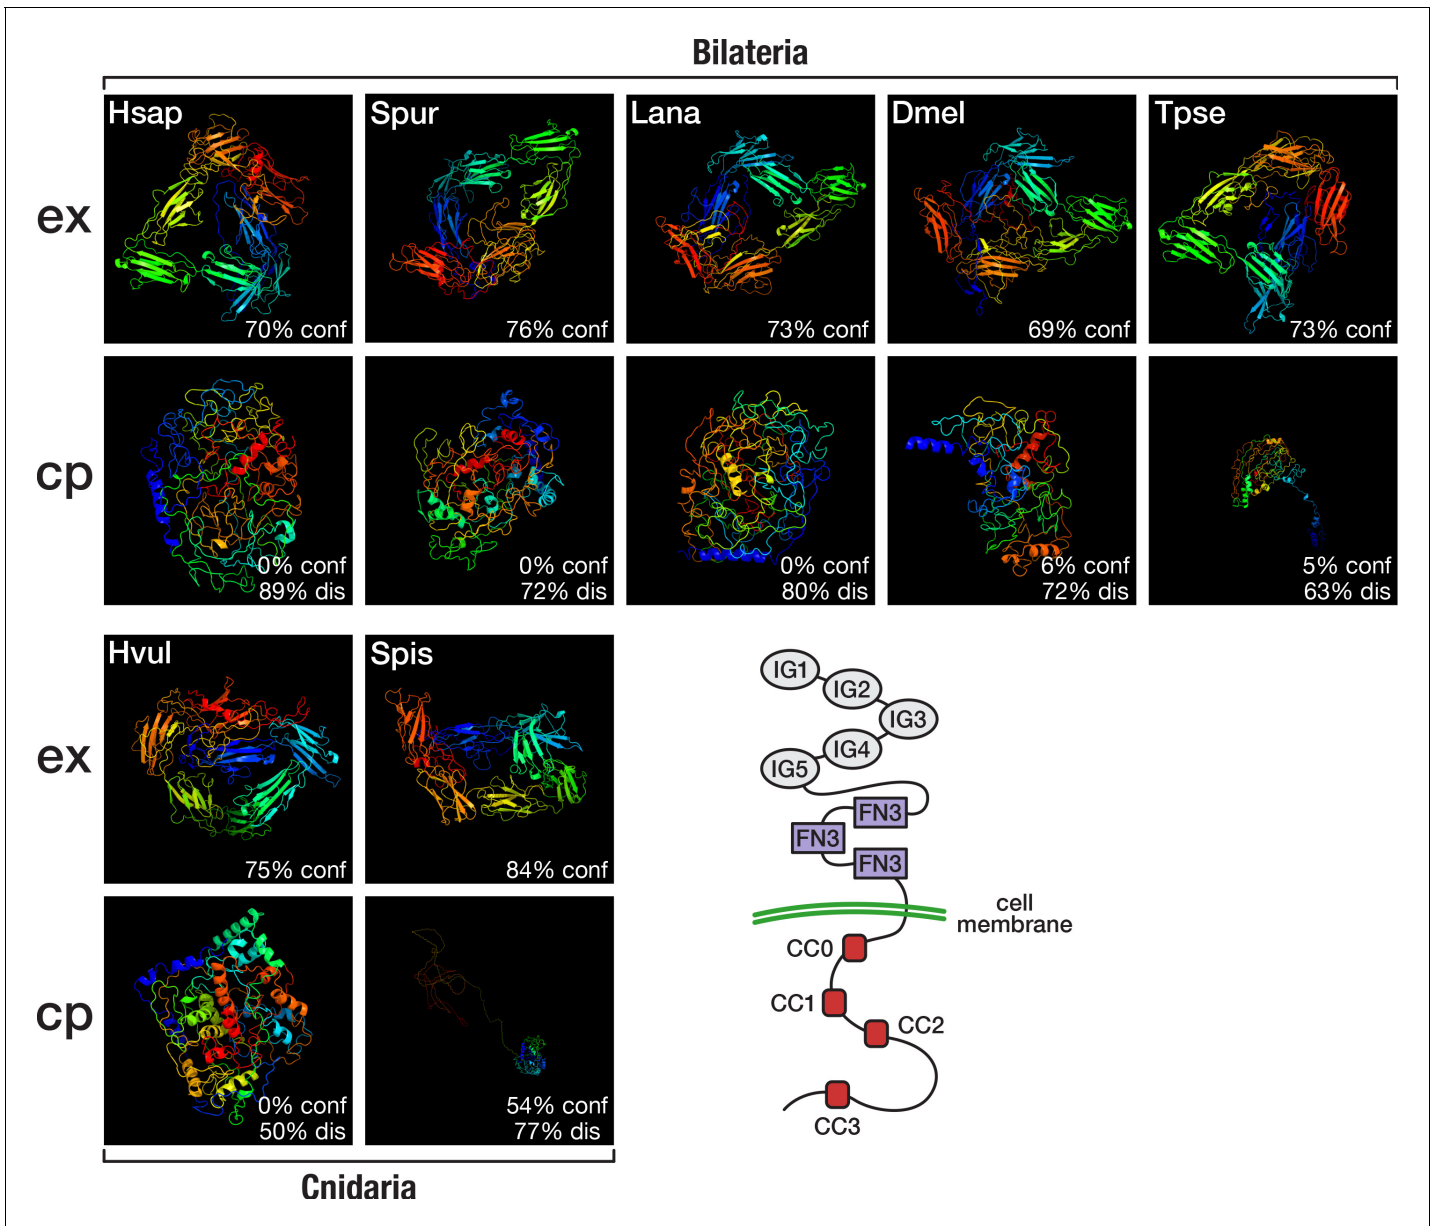 Bilateria
Hsap
Spur
Lana
Dmel
Tpse
ex
70% conf
76% conf
73% conf
69% conf
73% conf
cp
0% conf
89% dis
0% conf
72% dis
0% conf
80% dis
6% conf
72% dis
5% conf
63% dis
Hvul
Spis
ex
75% conf
84% conf
cp
0% conf
50% dis
54% conf
77% dis
Cnidaria
IG1
IG2
IG3
IG4
IG5
FN3
FN3
FN3
cell
membrane
CC0
CC1
CC2
CC3